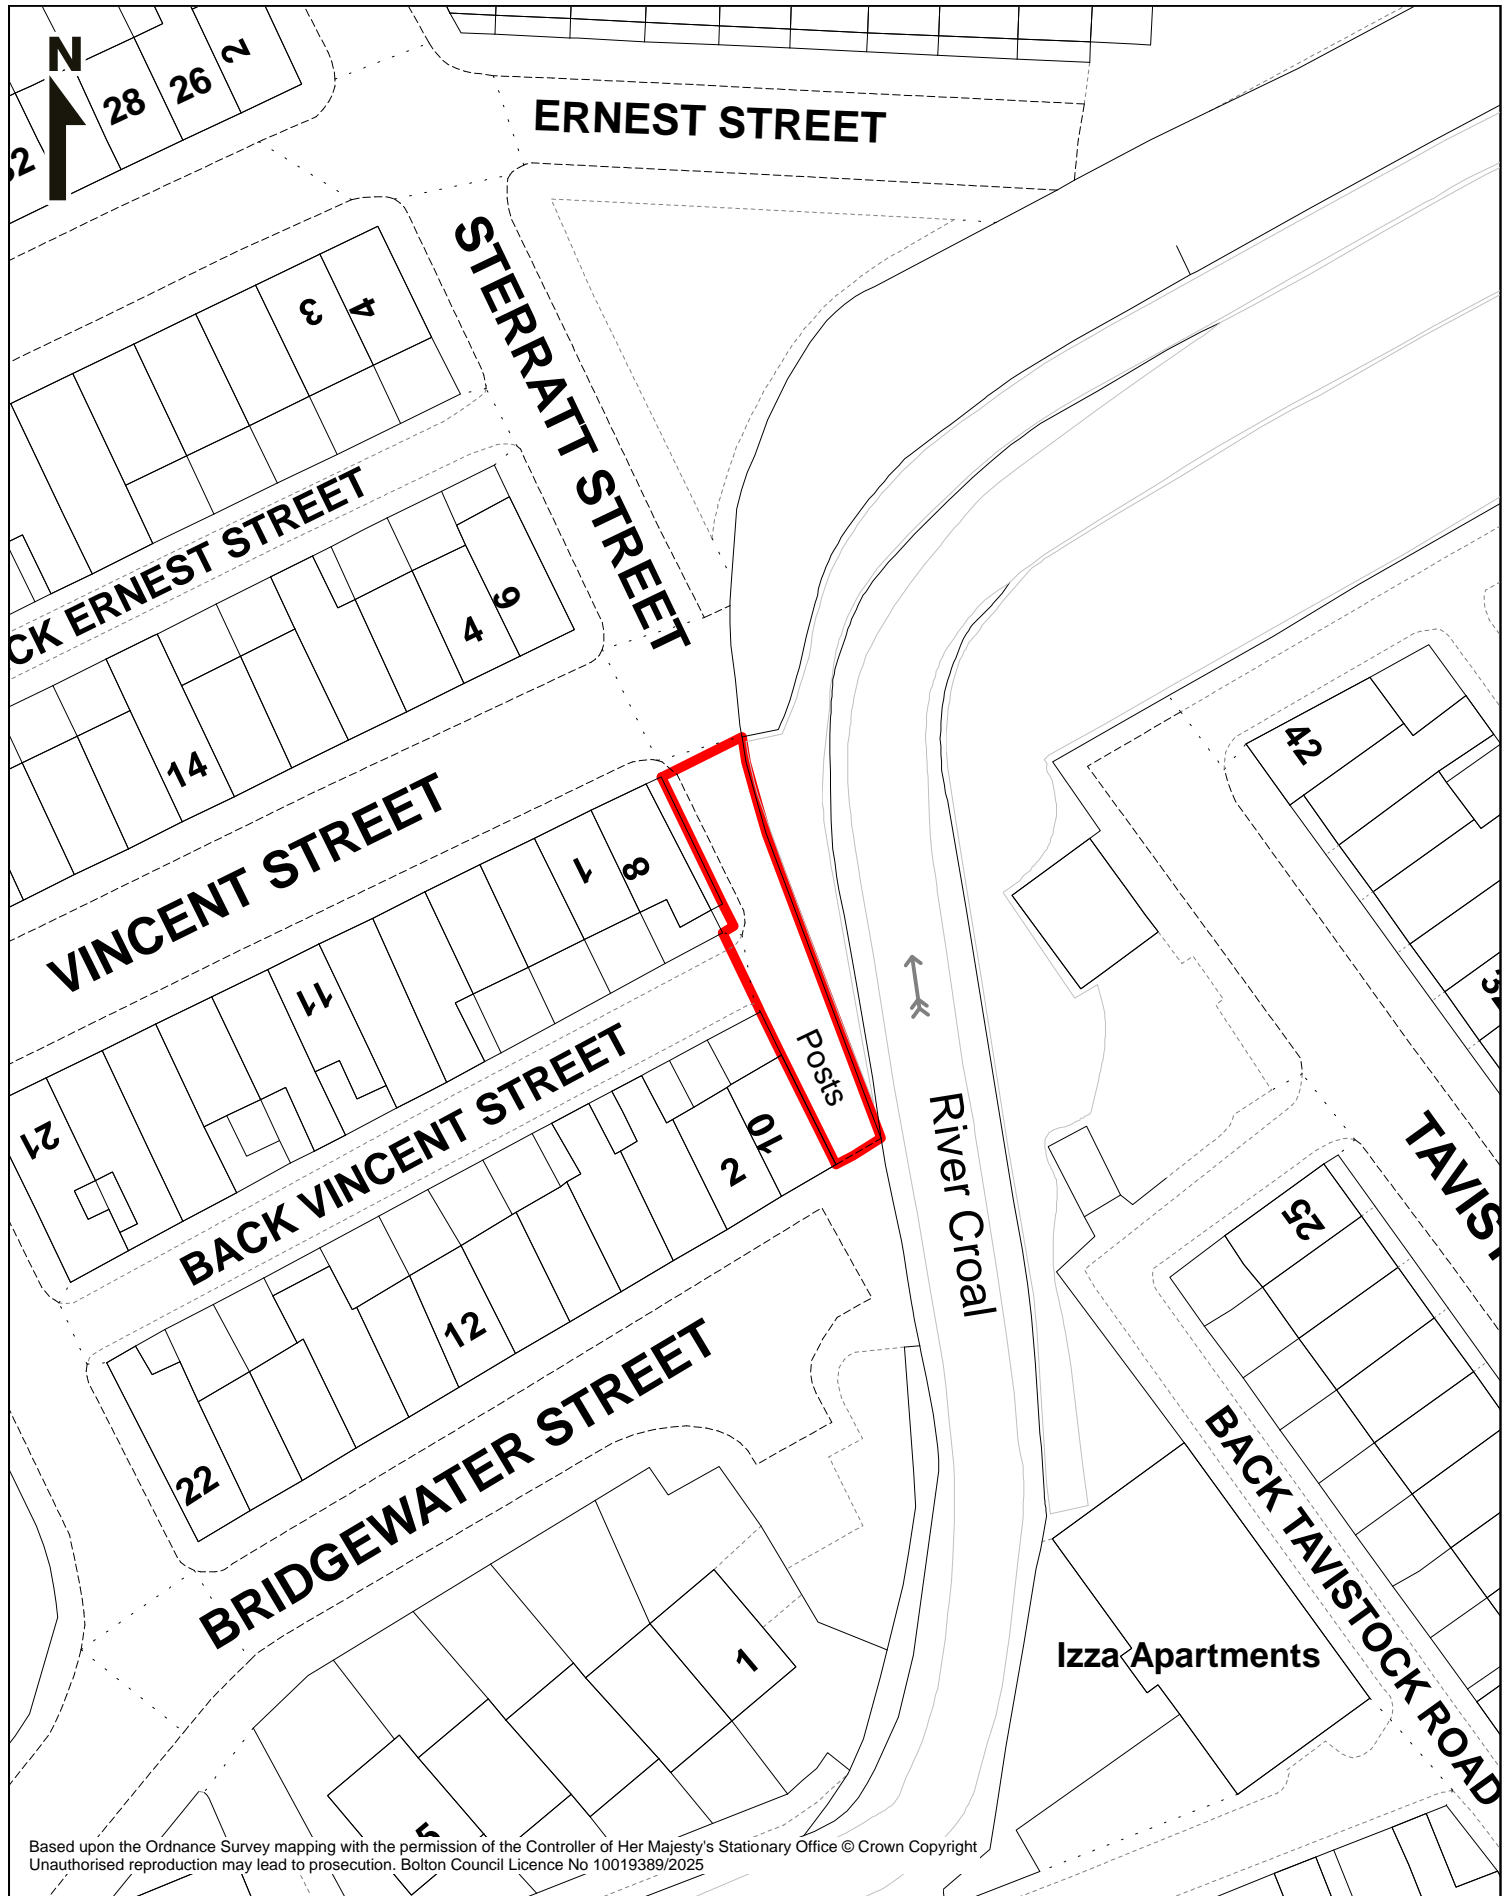 N
2
28
26
ERNEST STREET
STERRATT STREET
3
4
CK ERNEST STREET
9
4
14
VINCENT STREET
1
8
11
21
BACK VINCENT STREET
Posts
River Croal
10
2
12
22
BRIDGEWATER STREET
42
TAVIS
25
BACK TAVISTOCK ROAD
Izza Apartments
1
5
Based upon the Ordnance Survey mapping with the permission of the Controller of Her Majesty's Stationary Office © Crown Copyright
Unauthorised reproduction may lead to prosecution. Bolton Council Licence No 10019389/2025